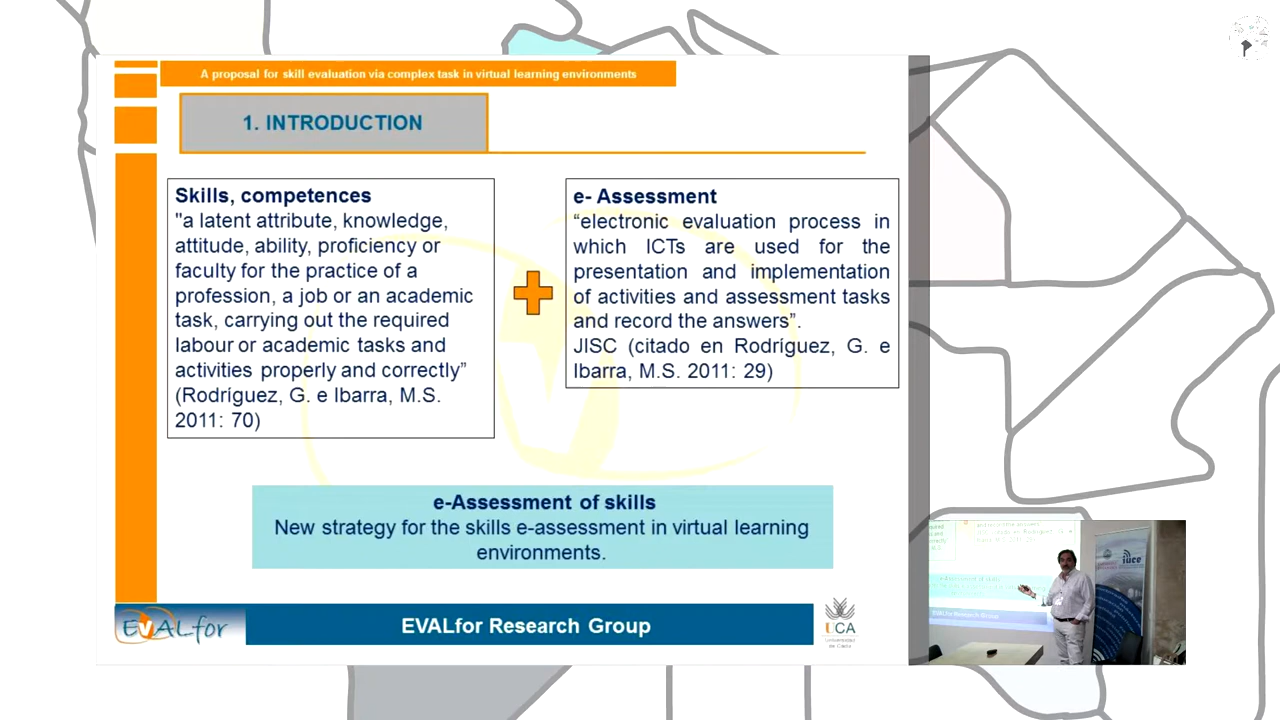 A proposal for skill evaluation via complex task in virtual learning environments
1. INTRODUCTION
Skills, competences
"a latent attribute, knowledge,
attitude, ability, proficiency or
faculty for the practice of a
profession, a job or an academic
task, carrying out the required
labour or academic tasks and
activities properly and correctly”
(Rodríguez, G. e Ibarra, M.S.
2011: 70)
e- Assessment
“electronic evaluation process in
which ICTs are used for the
presentation and implementation
of activities and assessment tasks
and record the answers”.
JISC (citado en Rodríguez, G. e
Ibarra, M.S. 2011: 29)
e-Assessment of skills
New strategy for the skills e-assessment in virtual learning
environments.
EVALfor
EVALfor Research Group
UCA
Universidad
de Cádiz
iuce